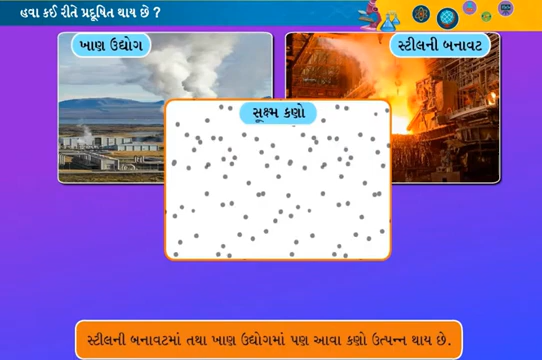 હવા કઈ રીતે પ્રદૂષિત થાય છે ?
ખાણ ઉદ્યોગ
સ્ટીલની બનાવટ
સૂક્ષ્મ કણો
સ્ટીલની બનાવટમાં તથા ખાણ ઉદ્યોગમાં પણ આવા કણો ઉત્પન્ન થાય છે.